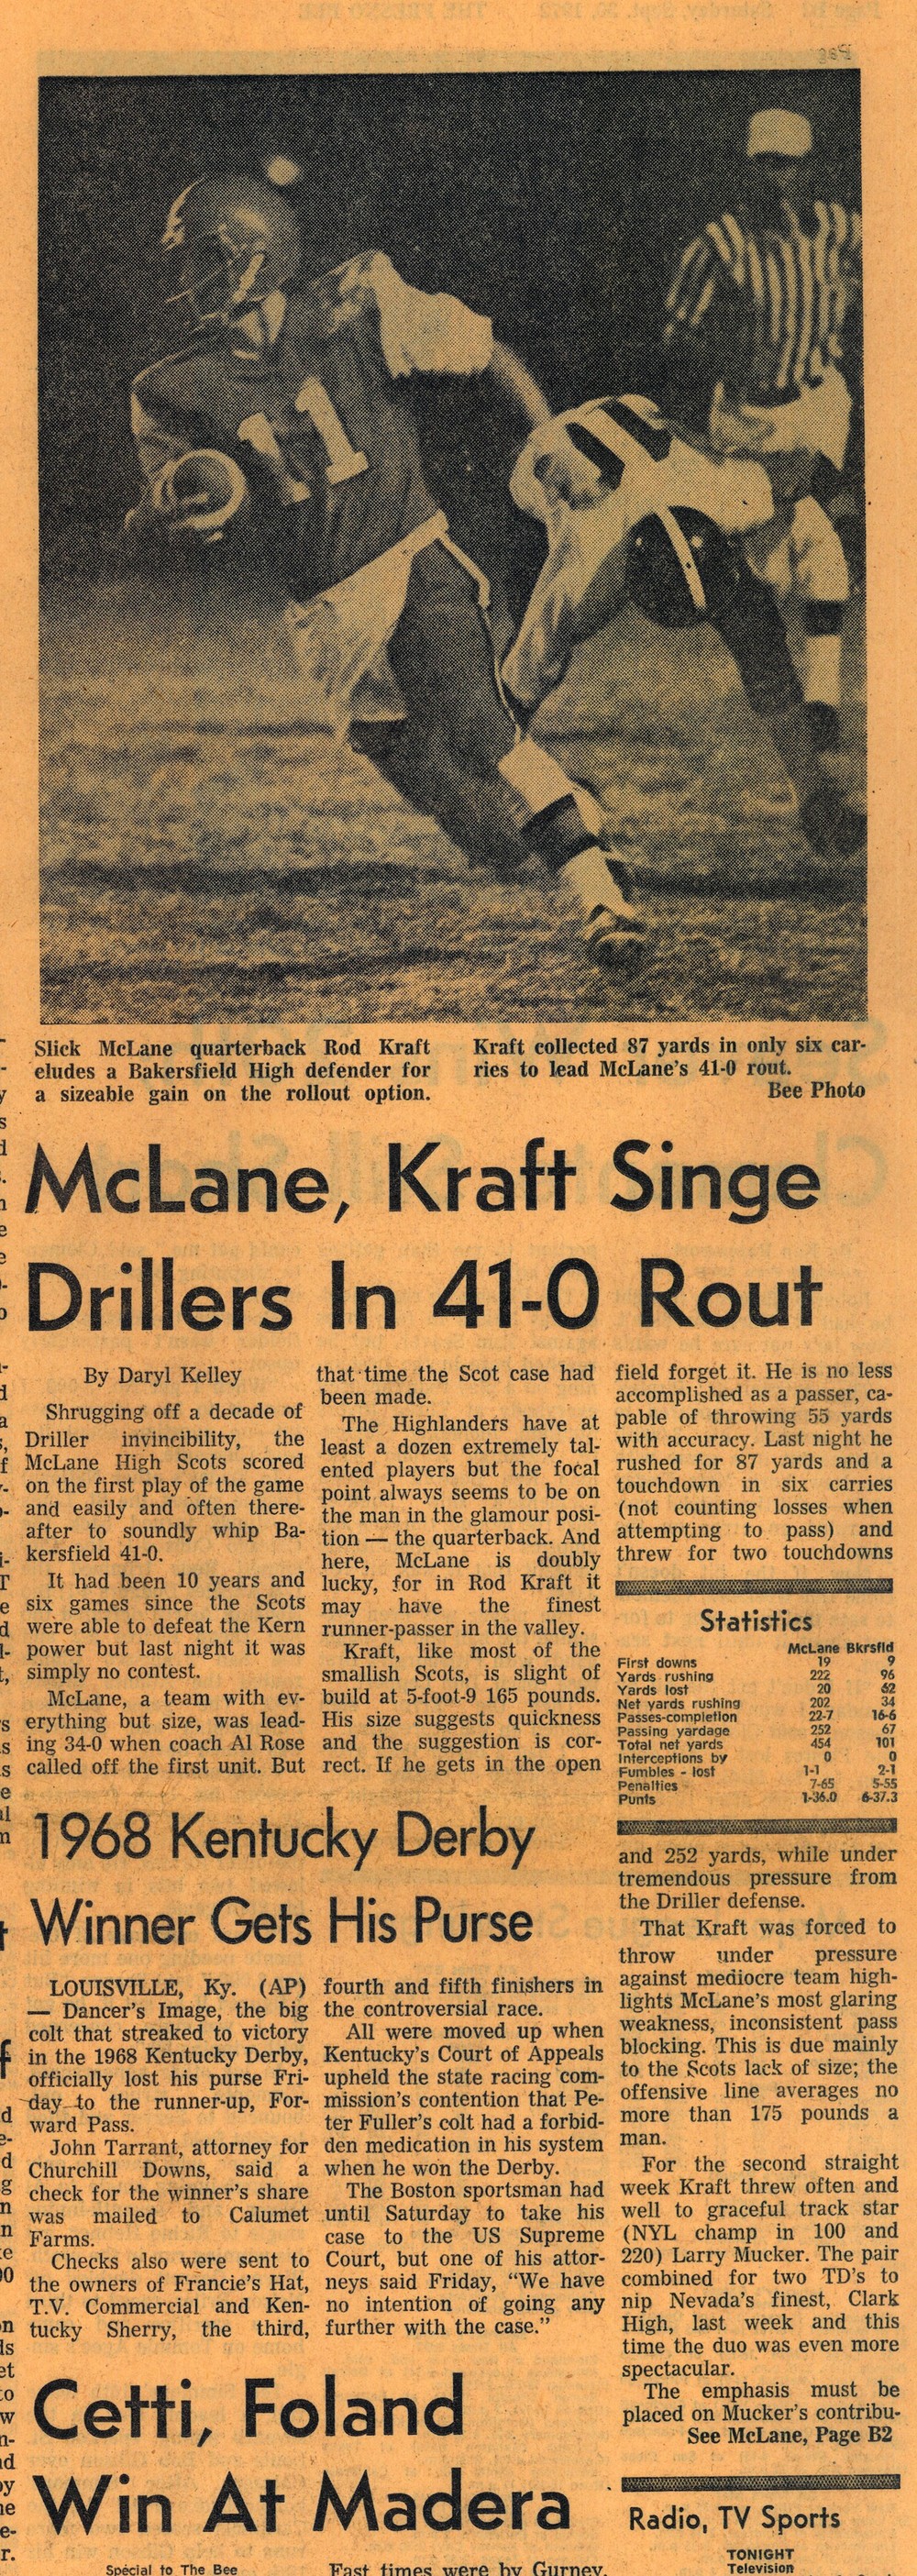 11
Slick McLane quarterback Rod Kraft
eludes a Bakersfield High defender for
a sizeable gain on the rollout option.
Kraft collected 87 yards in only six car-
ries to lead McLane's 41-0 rout.
Bee Photo
McLane, Kraft Singe
Drillers In 41-0 Rout
By Daryl Kelley
Shrugging off a decade of
Driller invincibility, the
McLane High Scots scored
on the first play of the game
and easily and often there-
after to soundly whip Ba-
kersfield 41-0.
It had been 10 years and
six games since the Scots
were able to defeat the Kern
power but last night it was
simply no contest.
McLane, a team with ev-
erything but size, was lead-
ing 34-0 when coach Al Rose
called off the first unit. But
that time the Scot case had
been made.
The Highlanders have at
least a dozen extremely tal-
ented players but the focal
point always seems to be on
the man in the glamour posi-
tion — the quarterback. And
here, McLane is doubly
lucky, for in Rod Kraft it
may have the finest
runner-passer in the valley.
Kraft, like most of the
smallish Scots, is slight of
build at 5-foot-9 165 pounds.
His size suggests quickness
and the suggestion is cor-
rect. If he gets in the open
field forget it. He is no less
accomplished as a passer, ca-
pable of throwing 55 yards
with accuracy. Last night he
rushed for 87 yards and a
touchdown in six carries
(not counting losses when
attempting to pass) and
threw for two touchdowns
Statistics
McLane Bkrsfld
First downs 19 9
Yards rushing 222 96
Yards lost 20 62
Net yards rushing 202 34
Passes-completion 22-7 16-6
Passing yardage 252 67
Total net yards 454 101
Interceptions by 0 0
Fumbles - lost 1-1 2-1
Penalties 7-65 5-55
Punts 1-36.0 6-37.3
and 252 yards, while under
tremendous pressure from
the Driller defense.
That Kraft was forced to
throw under pressure
against mediocre team high-
lights McLane's most glaring
weakness, inconsistent pass
blocking. This is due mainly
to the Scots lack of size; the
offensive line averages no
more than 175 pounds a
man.
For the second straight
week Kraft threw often and
well to graceful track star
(NYL champ in 100 and
220) Larry Mucker. The pair
combined for two TD's to
nip Nevada's finest, Clark
High, last week and this
time the duo was even more
spectacular.
The emphasis must be
placed on Mucker's contribu-
See McLane, Page B2
1968 Kentucky Derby
Winner Gets His Purse
LOUISVILLE, Ky. (AP)
— Dancer's Image, the big
colt that streaked to victory
in the 1968 Kentucky Derby,
officially lost his purse Fri-
day to the runner-up, For-
ward Pass.
John Tarrant, attorney for
Churchill Downs, said a
check for the winner's share
was mailed to Calumet
Farms.
Checks also were sent to
the owners of Francie's Hat,
T.V. Commercial and Ken-
tucky Sherry, the third,
fourth and fifth finishers in
the controversial race.
All were moved up when
Kentucky's Court of Appeals
upheld the state racing com-
mission's contention that Pe-
ter Fuller's colt had a forbid-
den medication in his system
when he won the Derby.
The Boston sportsman had
until Saturday to take his
case to the US Supreme
Court, but one of his attor-
neys said Friday, "We have
no intention of going any
further with the case."
Cetti, Foland
Win At Madera
Special to The Bee
Fast times were by Gurney,
Radio, TV Sports
TONIGHT
Television